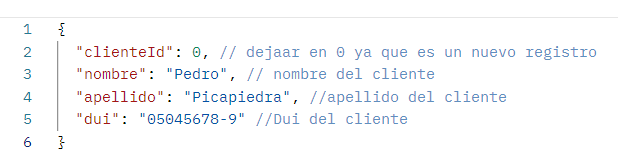 1 {
2 "clienteId": 0, // dejaar en 0 ya que es un nuevo registro
3 "nombre": "Pedro", // nombre del cliente
4 "apellido": "Picapiedra", //apellido del cliente
5 "dui": "05045678-9" //Dui del cliente
6 }